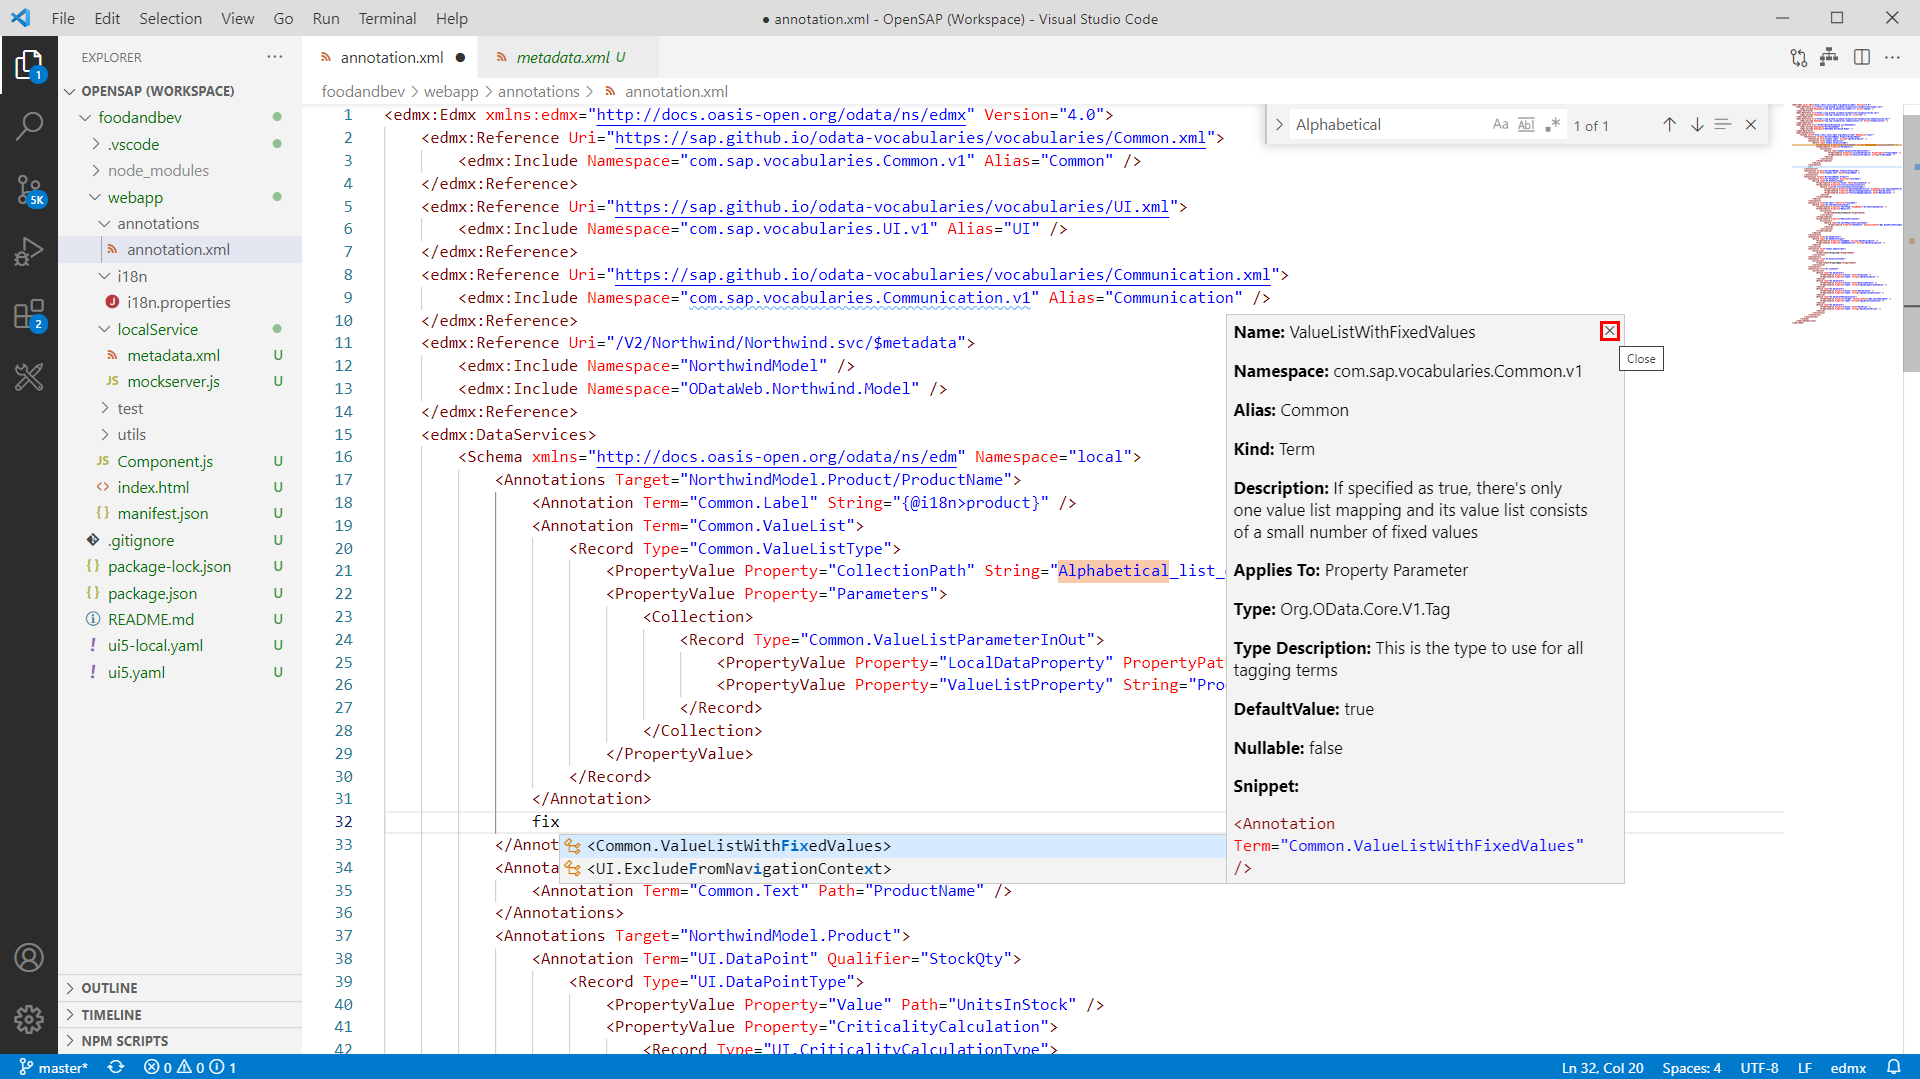 File Edit Selection View Go Run Terminal Help
● annotation.xml - OpenSAP (Workspace) - Visual Studio Code
EXPLORER
OPENSAP (WORKSPACE)
foodandbev
.vscode
node_modules
webapp
annotations
annotation.xml
i18n
i18n.properties
localService
metadata.xml U
JS mockserver.js U
test
utils
JS Component.js U
<> index.html U
{} manifest.json U
.gitignore U
{} package-lock.json U
{} package.json U
README.md U
! ui5-local.yaml U
! ui5.yaml U
OUTLINE
TIMELINE
NPM SCRIPTS
1
5K
2
annotation.xml ●
metadata.xml U
foodandbev > webapp > annotations > annotation.xml
Alphabetical Aa Abl .* 1 of 1
1 <edmx:Edmx xmlns:edmx="http://docs.oasis-open.org/odata/ns/edmx" Version="4.0">
2 <edmx:Reference Uri="https://sap.github.io/odata-vocabularies/vocabularies/Common.xml">
3 <edmx:Include Namespace="com.sap.vocabularies.Common.v1" Alias="Common" />
4 </edmx:Reference>
5 <edmx:Reference Uri="https://sap.github.io/odata-vocabularies/vocabularies/UI.xml">
6 <edmx:Include Namespace="com.sap.vocabularies.UI.v1" Alias="UI" />
7 </edmx:Reference>
8 <edmx:Reference Uri="https://sap.github.io/odata-vocabularies/vocabularies/Communication.xml">
9 <edmx:Include Namespace="com.sap.vocabularies.Communication.v1" Alias="Communication" />
10 </edmx:Reference>
11 <edmx:Reference Uri="/V2/Northwind/Northwind.svc/$metadata">
12 <edmx:Include Namespace="NorthwindModel" />
13 <edmx:Include Namespace="ODataWeb.Northwind.Model" />
14 </edmx:Reference>
15 <edmx:DataServices>
16 <Schema xmlns="http://docs.oasis-open.org/odata/ns/edm" Namespace="local">
17 <Annotations Target="NorthwindModel.Product/ProductName">
18 <Annotation Term="Common.Label" String="{@i18n>product}" />
19 <Annotation Term="Common.ValueList">
20 <Record Type="Common.ValueListType">
21 <PropertyValue Property="CollectionPath" String="Alphabetical_list_
22 <PropertyValue Property="Parameters">
23 <Collection>
24 <Record Type="Common.ValueListParameterInOut">
25 <PropertyValue Property="LocalDataProperty" PropertyPat
26 <PropertyValue Property="ValueListProperty" String="Pro
27 </Record>
28 </Collection>
29 </PropertyValue>
30 </Record>
31 </Annotation>
32 fix
33 </Annot
<Common.ValueListWithFixedValues>
34 <Annota
<UI.ExcludeFromNavigationContext>
35 <Annotation Term="Common.Text" Path="ProductName" />
36 </Annotations>
37 <Annotations Target="NorthwindModel.Product">
38 <Annotation Term="UI.DataPoint" Qualifier="StockQty">
39 <Record Type="UI.DataPointType">
40 <PropertyValue Property="Value" Path="UnitsInStock" />
41 <PropertyValue Property="CriticalityCalculation">
42 <Record Type="UI.CriticalityCalculationType">
Name: ValueListWithFixedValues
Close
Namespace: com.sap.vocabularies.Common.v1
Alias: Common
Kind: Term
Description: If specified as true, there's only
one value list mapping and its value list consists
of a small number of fixed values
Applies To: Property Parameter
Type: Org.OData.Core.V1.Tag
Type Description: This is the type to use for all
tagging terms
DefaultValue: true
Nullable: false
Snippet:
<Annotation
Term="Common.ValueListWithFixedValues"
/>
master* 0 0 1
Ln 32, Col 20 Spaces: 4 UTF-8 LF edmx